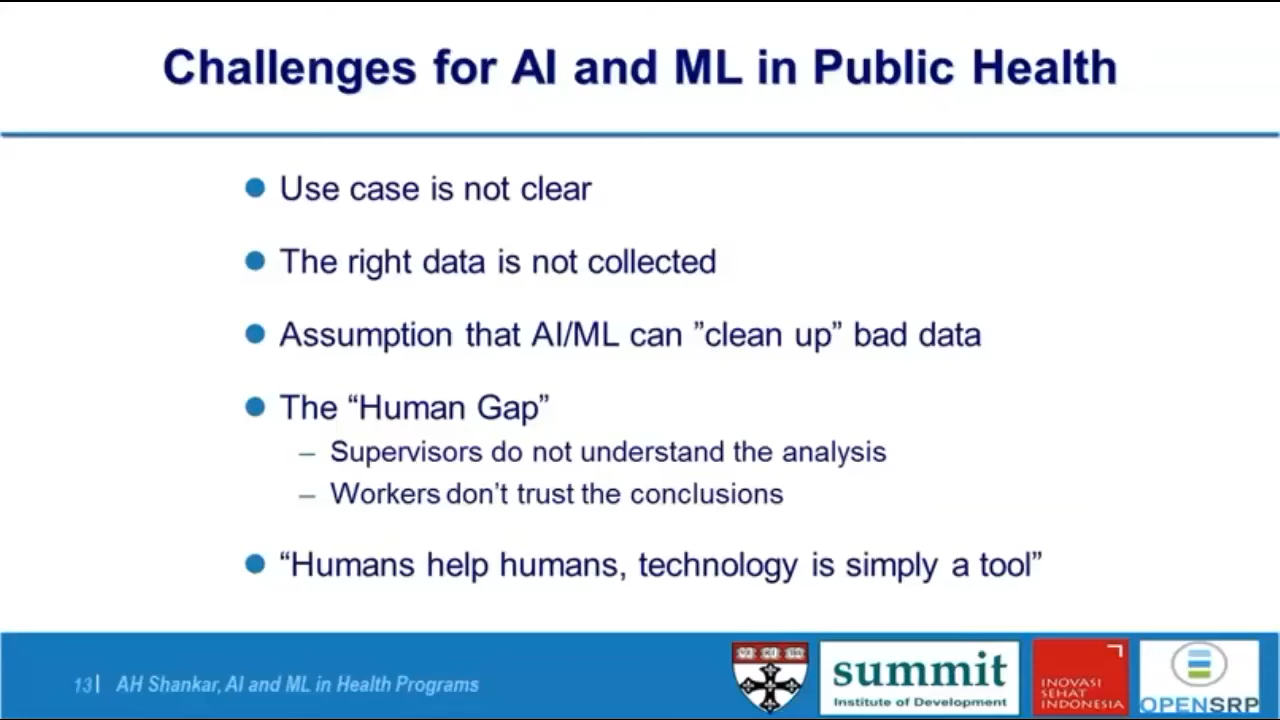 Challenges for AI and ML in Public Health
Use case is not clear
The right data is not collected
Assumption that AI/ML can ”clean up” bad data
The “Human Gap”
– Supervisors do not understand the analysis
– Workers don’t trust the conclusions
“Humans help humans, technology is simply a tool”
13| AH Shankar, AI and ML in Health Programs
summit
Institute of Development
INOVASI
SEHAT
INDONESIA
OPENSRP